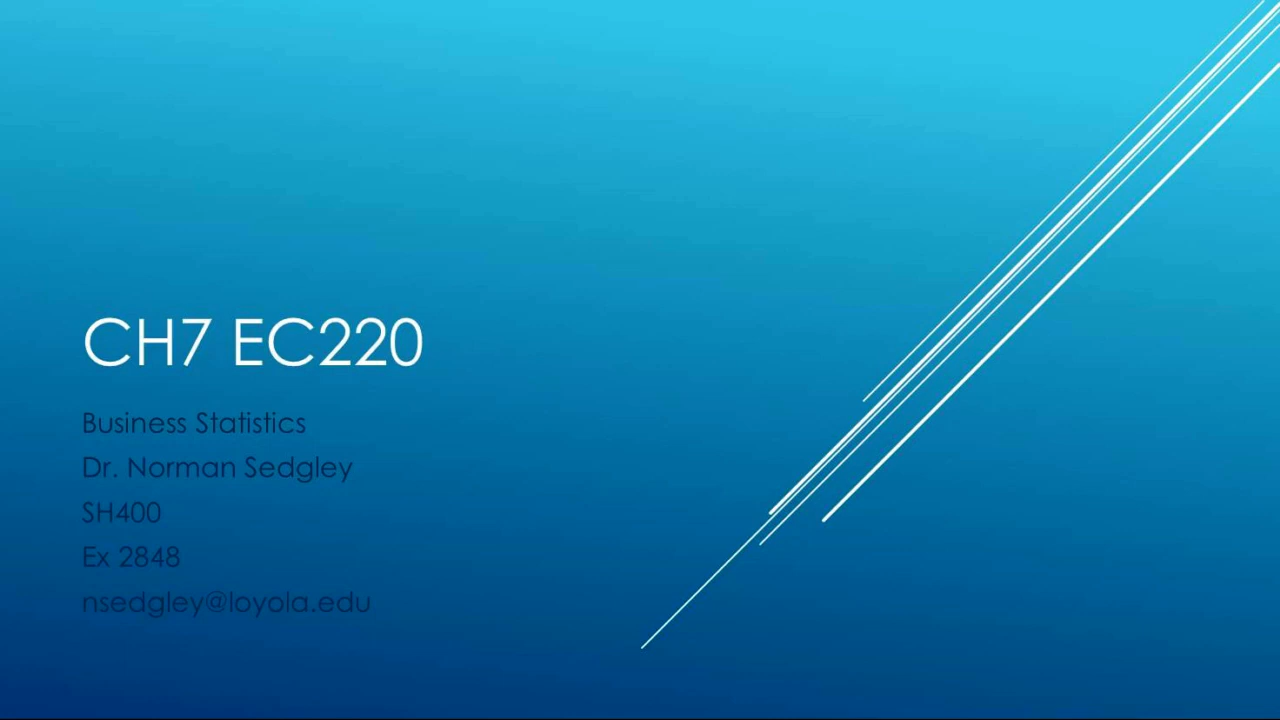 CH7 EC220
Business Statistics
Dr. Norman Sedgley
SH400
Ex 2848
nsedgley@loyola.edu